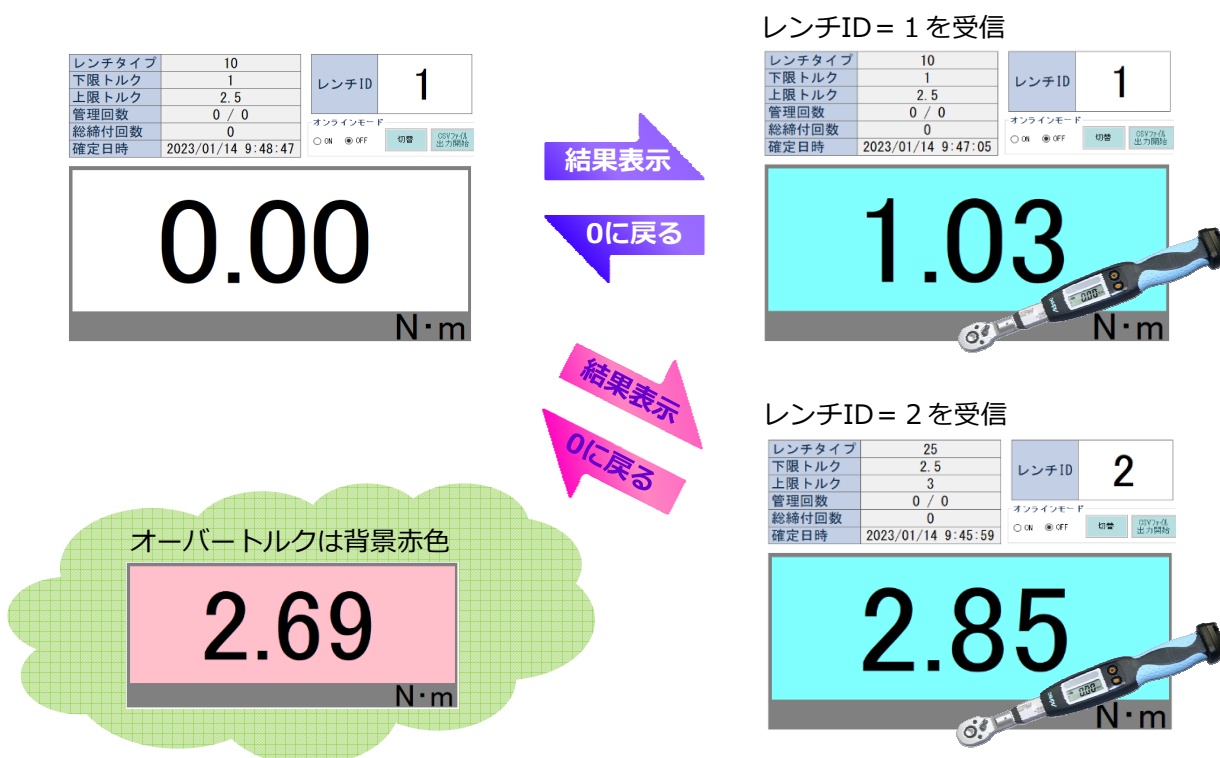 レンチタイプ 10
下限トルク 1
上限トルク 2.5
管理回数 0 / 0
総締付回数 0
確定日時 2023/01/14 9:48:47
レンチID 1
オンラインモード
ON OFF 切替 CSVファイル
出力開始
0.00
N・m
結果表示
0に戻る
レンチID=１を受信
レンチタイプ 10
下限トルク 1
上限トルク 2.5
管理回数 0 / 0
総締付回数 0
確定日時 2023/01/14 9:47:05
レンチID 1
オンラインモード
ON OFF 切替 CSVファイル
出力開始
1.03
0.00
N・m
結果表示
0に戻る
レンチID=２を受信
レンチタイプ 25
下限トルク 2.5
上限トルク 3
管理回数 0 / 0
総締付回数 0
確定日時 2023/01/14 9:45:59
レンチID 2
オンラインモード
ON OFF 切替 CSVファイル
出力開始
2.85
0.00
N・m
オーバートルクは背景赤色
2.69
N・m